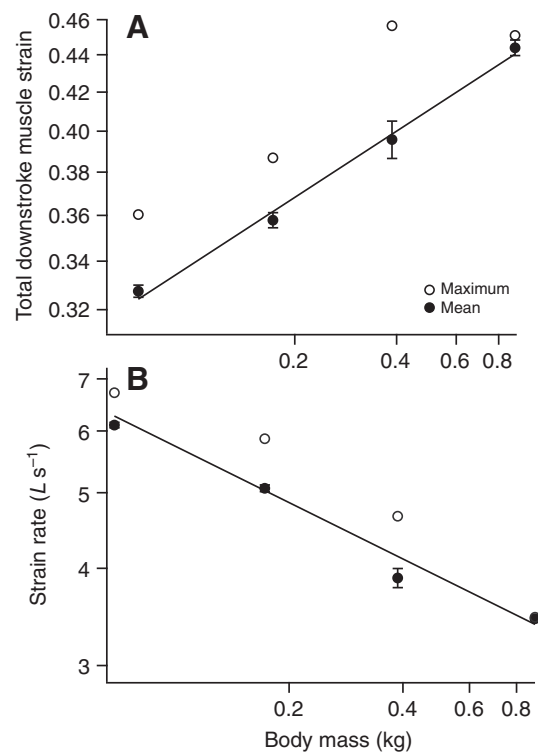 A
Total downstroke muscle strain
0.46
0.44
0.42
0.40
0.38
0.36
0.34
0.32
Maximum
Mean
0.2 0.4 0.6 0.8
B
Strain rate (L s⁻¹)
7
6
5
4
3
0.2 0.4 0.6 0.8
Body mass (kg)